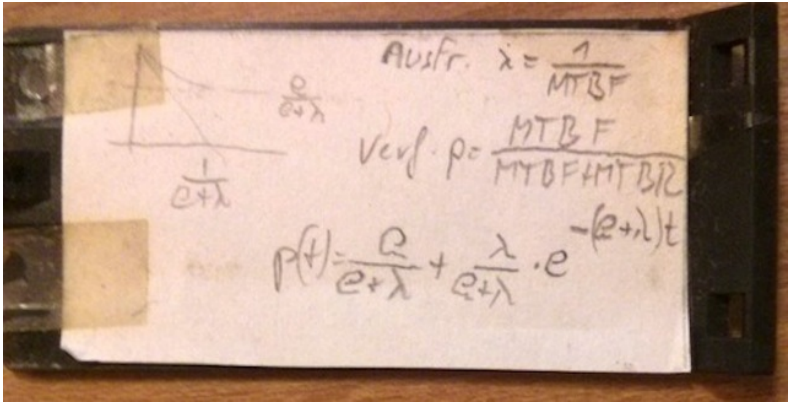 Ausfr. λ = 1/MTBF
Verf. p = MTBF/(MTBF+MTBR)
ρ/(ρ+λ)
1/(ρ+λ)
p(t) = ρ/(ρ+λ) + λ/(ρ+λ) · e^-(ρ+λ)t